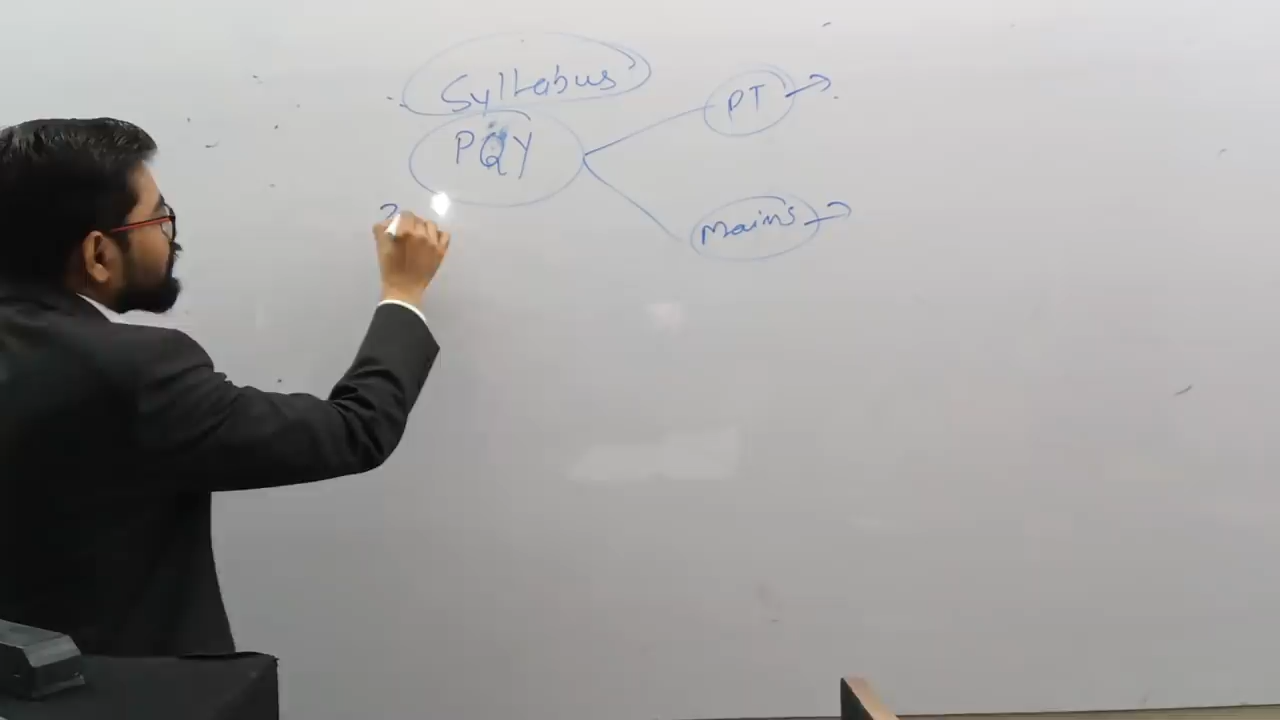 Syllabus
PQY
PT →
Mains →